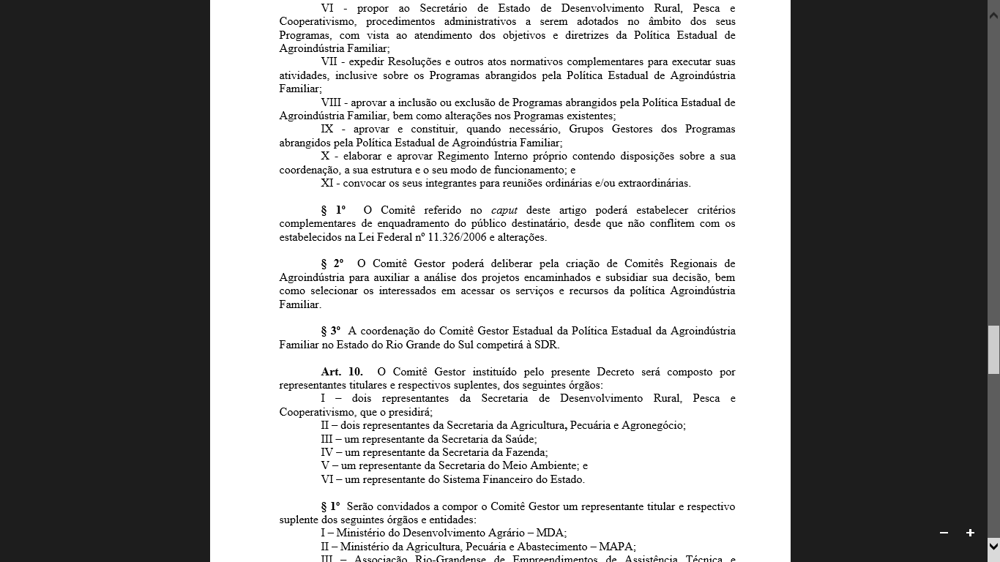 VI - propor ao Secretário de Estado de Desenvolvimento Rural, Pesca e
Cooperativismo, procedimentos administrativos a serem adotados no âmbito dos seus
Programas, com vista ao atendimento dos objetivos e diretrizes da Política Estadual de
Agroindústria Familiar;
VII - expedir Resoluções e outros atos normativos complementares para executar suas
atividades, inclusive sobre os Programas abrangidos pela Política Estadual de Agroindústria
Familiar;
VIII - aprovar a inclusão ou exclusão de Programas abrangidos pela Política Estadual de
Agroindústria Familiar, bem como alterações nos Programas existentes;
IX - aprovar e constituir, quando necessário, Grupos Gestores dos Programas
abrangidos pela Política Estadual de Agroindústria Familiar;
X - elaborar e aprovar Regimento Interno próprio contendo disposições sobre a sua
coordenação, a sua estrutura e o seu modo de funcionamento; e
XI - convocar os seus integrantes para reuniões ordinárias e/ou extraordinárias.
§ 1º O Comitê referido no caput deste artigo poderá estabelecer critérios
complementares de enquadramento do público destinatário, desde que não conflitem com os
estabelecidos na Lei Federal nº 11.326/2006 e alterações.
§ 2º O Comitê Gestor poderá deliberar pela criação de Comitês Regionais de
Agroindústria para auxiliar a análise dos projetos encaminhados e subsidiar sua decisão, bem
como selecionar os interessados em acessar os serviços e recursos da política Agroindústria
Familiar.
§ 3º A coordenação do Comitê Gestor Estadual da Política Estadual da Agroindústria
Familiar no Estado do Rio Grande do Sul competirá à SDR.
Art. 10. O Comitê Gestor instituído pelo presente Decreto será composto por
representantes titulares e respectivos suplentes, dos seguintes órgãos:
I – dois representantes da Secretaria de Desenvolvimento Rural, Pesca e
Cooperativismo, que o presidirá;
II – dois representantes da Secretaria da Agricultura, Pecuária e Agronegócio;
III – um representante da Secretaria da Saúde;
IV – um representante da Secretaria da Fazenda;
V – um representante da Secretaria do Meio Ambiente; e
VI – um representante do Sistema Financeiro do Estado.
§ 1º Serão convidados a compor o Comitê Gestor um representante titular e respectivo
suplente dos seguintes órgãos e entidades:
I – Ministério do Desenvolvimento Agrário – MDA;
II – Ministério da Agricultura, Pecuária e Abastecimento – MAPA;
III – Associação Rio-Grandense de Empreendimentos de Assistência Técnica e